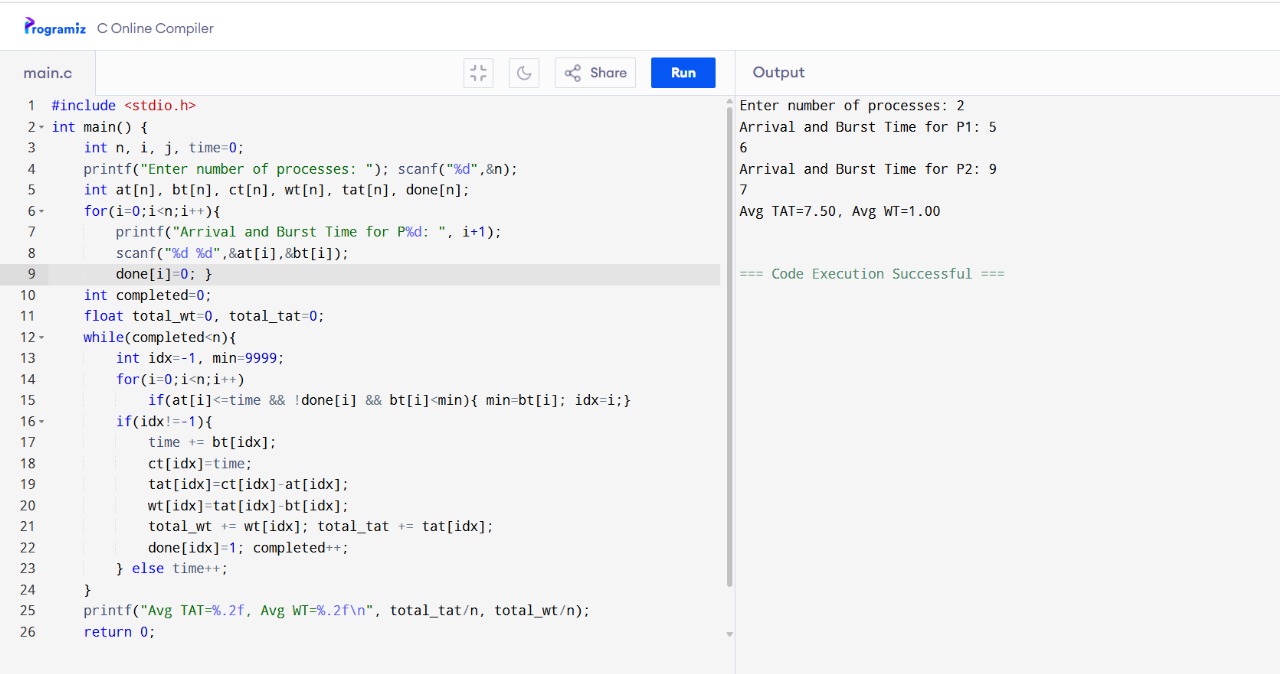 Programiz C Online Compiler
main.c
Share
Run
Output
1 #include <stdio.h>
2 int main() {
3     int n, i, j, time=0;
4     printf("Enter number of processes: "); scanf("%d",&n);
5     int at[n], bt[n], ct[n], wt[n], tat[n], done[n];
6     for(i=0;i<n;i++){
7         printf("Arrival and Burst Time for P%d: ", i+1);
8         scanf("%d %d",&at[i],&bt[i]);
9         done[i]=0; }
10     int completed=0;
11     float total_wt=0, total_tat=0;
12     while(completed<n){
13         int idx=-1, min=9999;
14         for(i=0;i<n;i++)
15             if(at[i]<=time && !done[i] && bt[i]<min){ min=bt[i]; idx=i;}
16         if(idx!=-1){
17             time += bt[idx];
18             ct[idx]=time;
19             tat[idx]=ct[idx]-at[idx];
20             wt[idx]=tat[idx]-bt[idx];
21             total_wt += wt[idx]; total_tat += tat[idx];
22             done[idx]=1; completed++;
23         } else time++;
24     }
25     printf("Avg TAT=%.2f, Avg WT=%.2f\n", total_tat/n, total_wt/n);
26     return 0;
Enter number of processes: 2
Arrival and Burst Time for P1: 5
6
Arrival and Burst Time for P2: 9
7
Avg TAT=7.50, Avg WT=1.00
=== Code Execution Successful ===